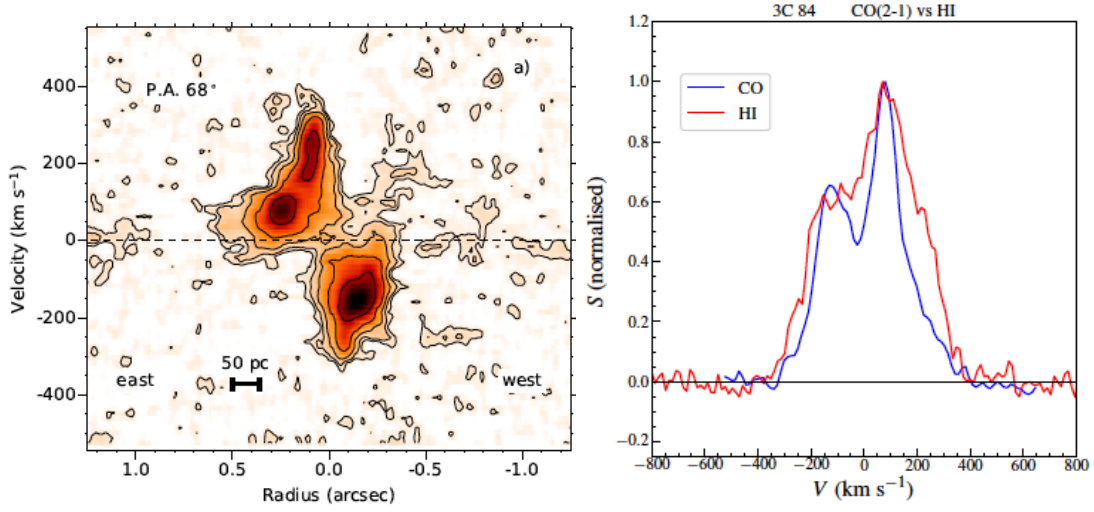 a)
P.A. 68°
400
200
0
-200
-400
Velocity (km s⁻¹)
50 pc
east
west
1.0
0.5
0.0
-0.5
-1.0
Radius (arcsec)
3C 84 CO(2-1) vs HI
CO
HI
1.2
1.0
0.8
0.6
0.4
0.2
0.0
−0.2
S (normalised)
−800
−600
−400
−200
0
200
400
600
800
V (km s⁻¹)